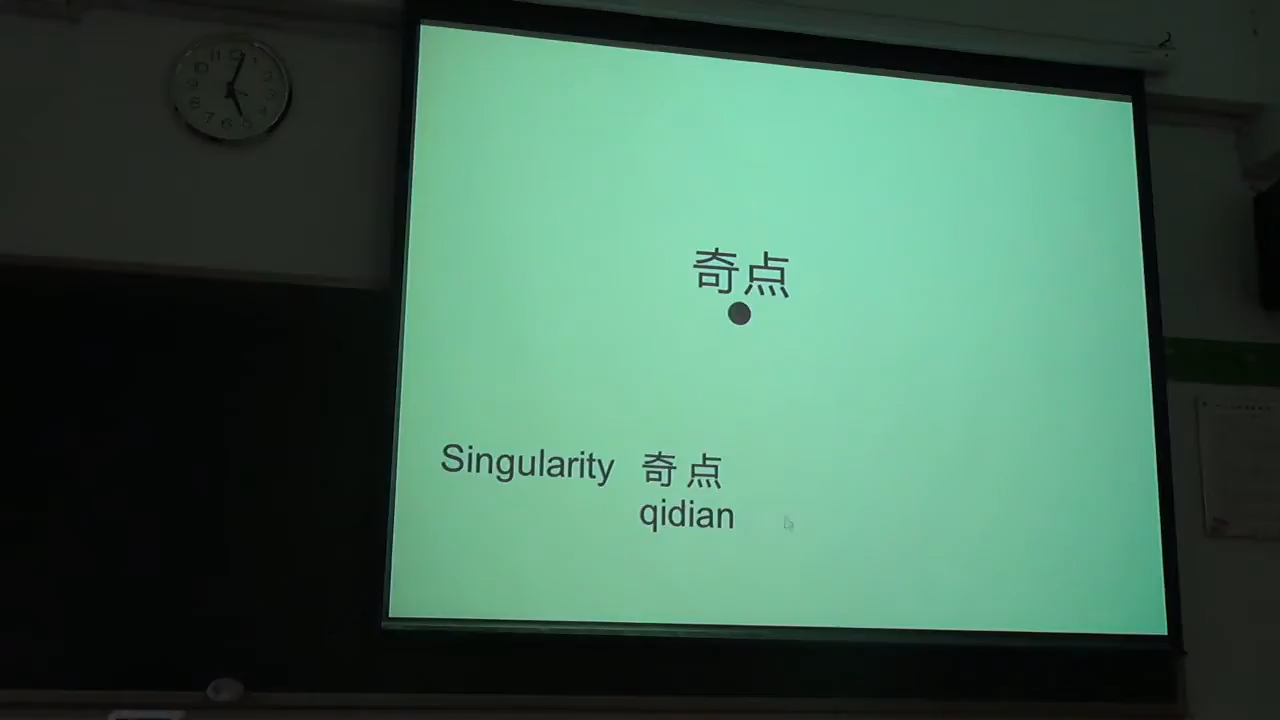 奇点
Singularity 奇点
qidian